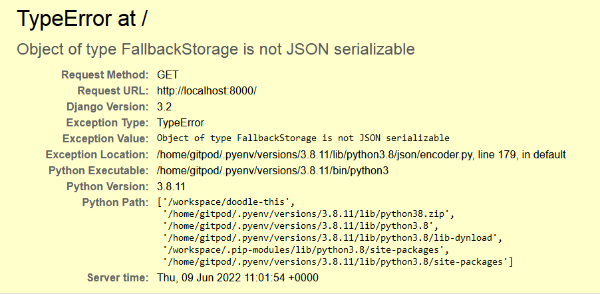 TypeError at /
Object of type FallbackStorage is not JSON serializable
Request Method: GET
Request URL: http://localhost:8000/
Django Version: 3.2
Exception Type: TypeError
Exception Value: Object of type FallbackStorage is not JSON serializable
Exception Location: /home/gitpod/.pyenv/versions/3.8.11/lib/python3.8/json/encoder.py, line 179, in default
Python Executable: /home/gitpod/.pyenv/versions/3.8.11/bin/python3
Python Version: 3.8.11
Python Path: ['/workspace/doodle-this',
'/home/gitpod/.pyenv/versions/3.8.11/lib/python38.zip',
'/home/gitpod/.pyenv/versions/3.8.11/lib/python3.8',
'/home/gitpod/.pyenv/versions/3.8.11/lib/python3.8/lib-dynload',
'/workspace/.pip-modules/lib/python3.8/site-packages',
'/home/gitpod/.pyenv/versions/3.8.11/lib/python3.8/site-packages']
Server time: Thu, 09 Jun 2022 11:01:54 +0000